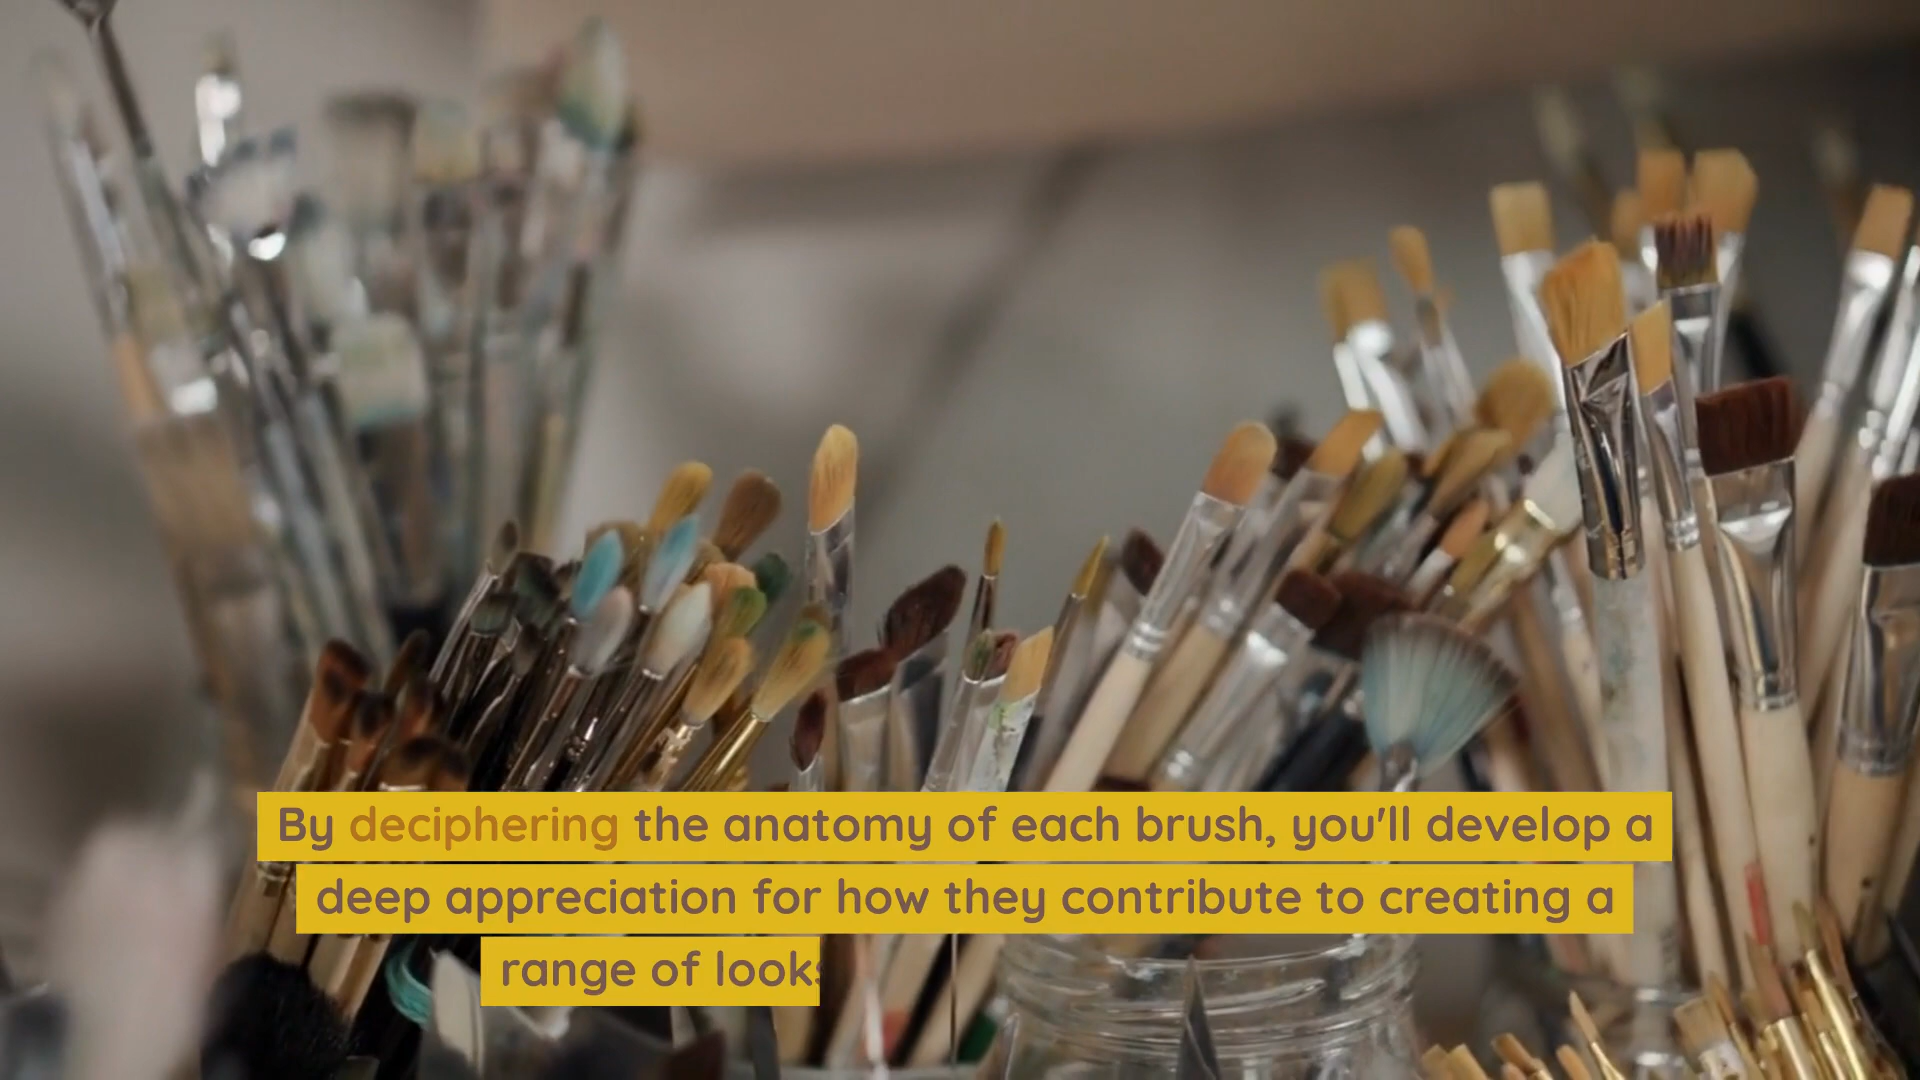 By deciphering the anatomy of each brush, you'll develop a
deep appreciation for how they contribute to creating a
range of looks